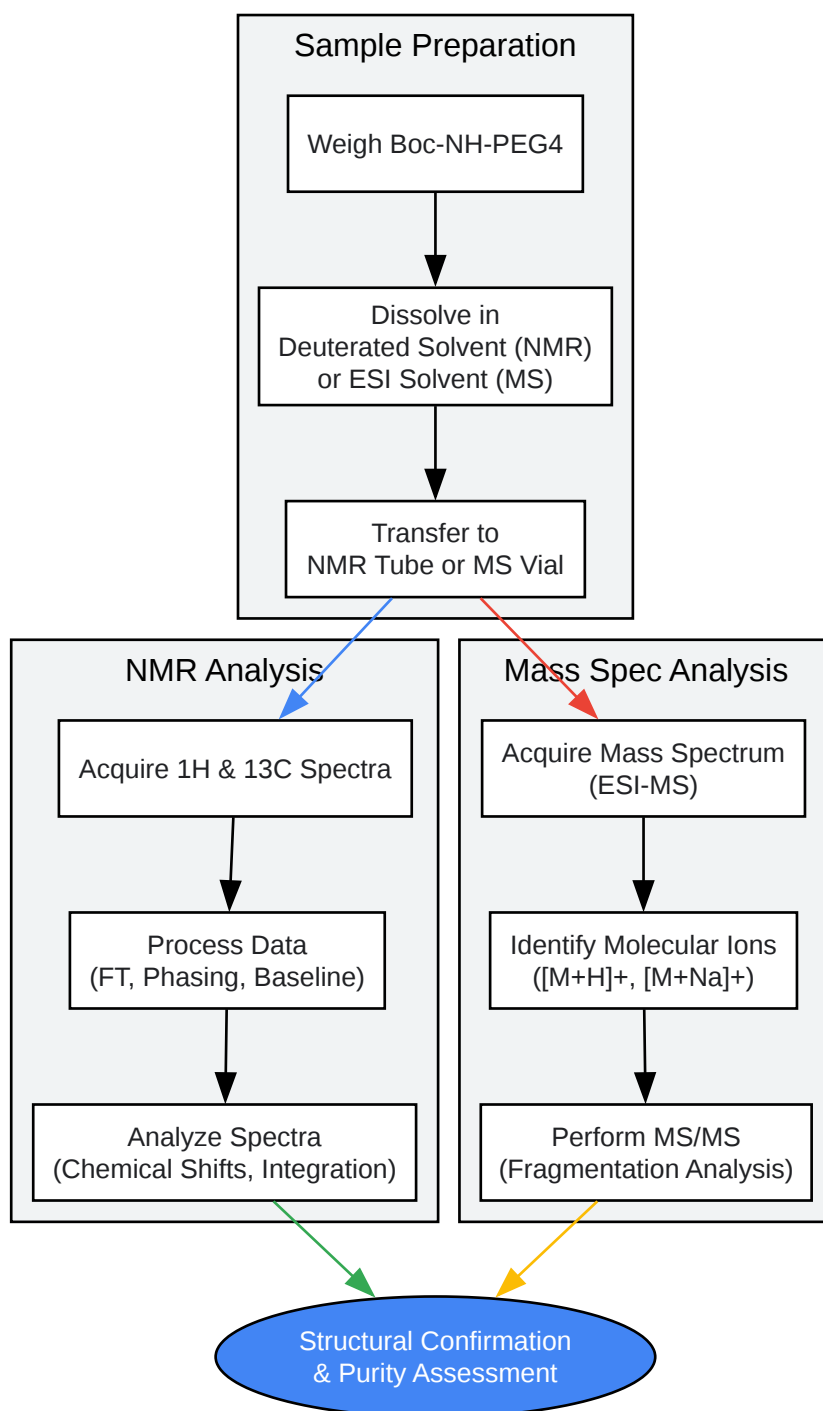 Sample Preparation
Weigh Boc-NH-PEG4
Dissolve in
Deuterated Solvent (NMR)
or ESI Solvent (MS)
Transfer to
NMR Tube or MS Vial
NMR Analysis
Acquire 1H & 13C Spectra
Process Data
(FT, Phasing, Baseline)
Analyze Spectra
(Chemical Shifts, Integration)
Mass Spec Analysis
Acquire Mass Spectrum
(ESI-MS)
Identify Molecular Ions
([M+H]+, [M+Na]+)
Perform MS/MS
(Fragmentation Analysis)
Structural Confirmation
& Purity Assessment